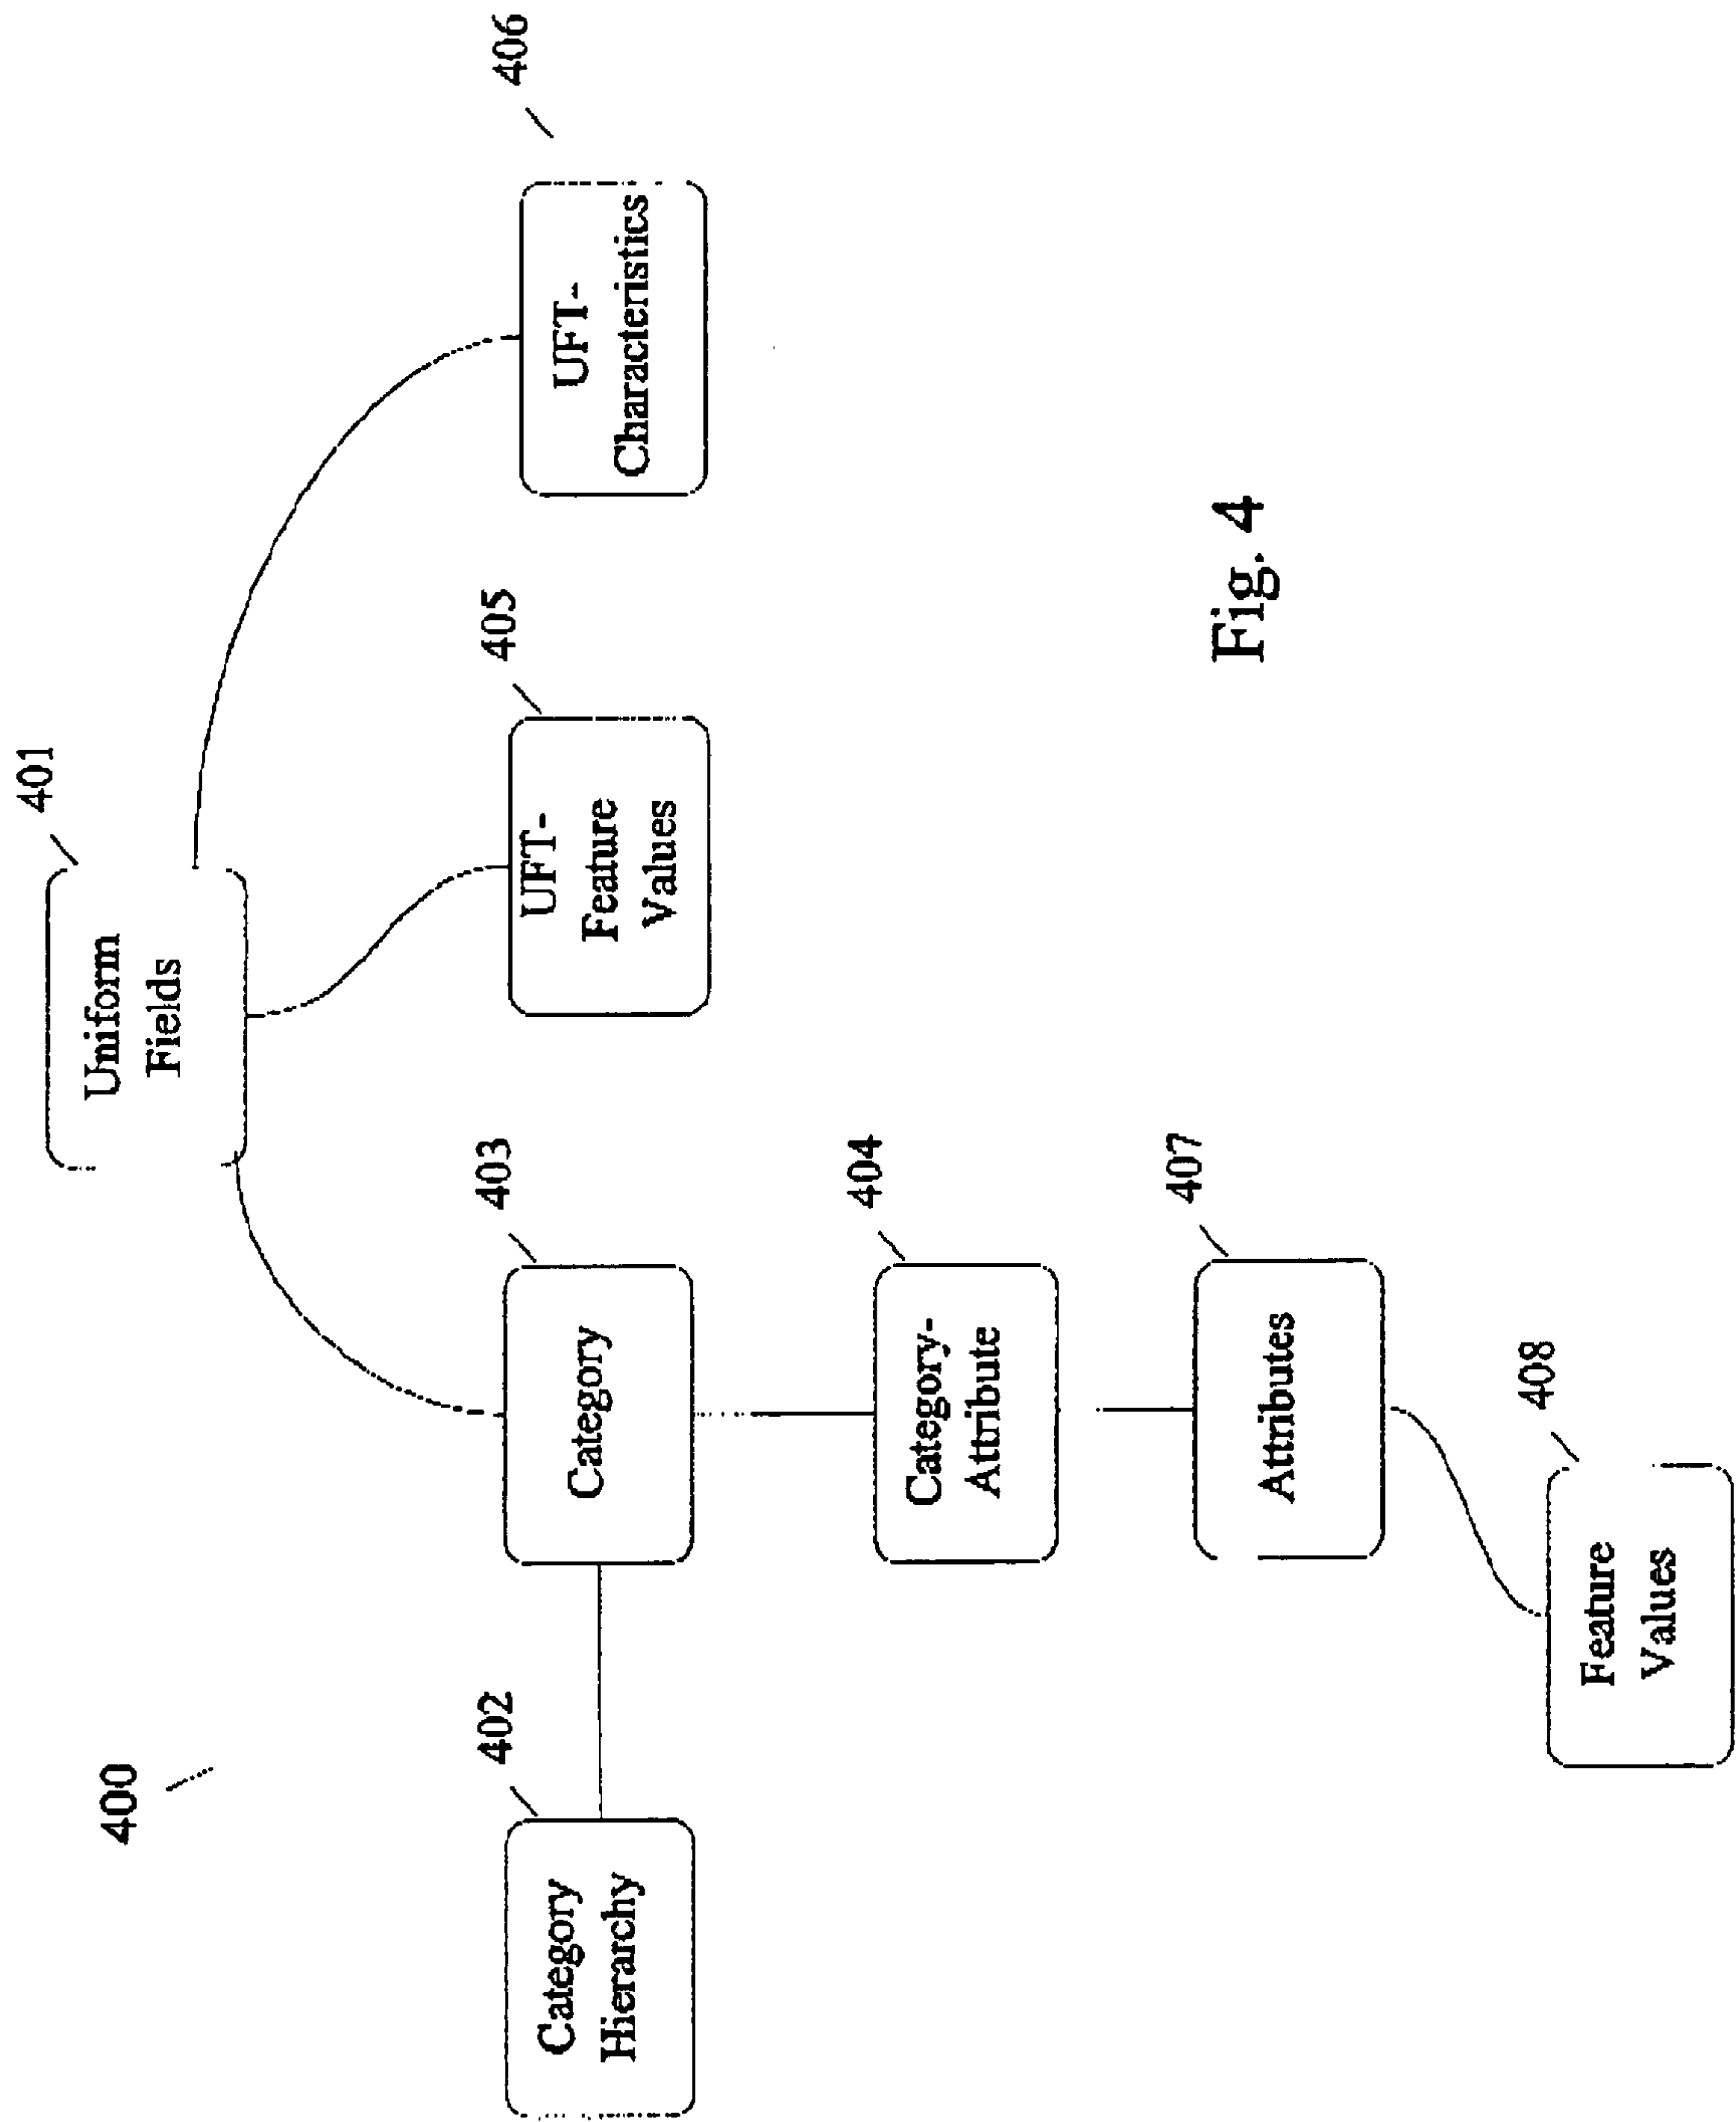 400
401
Uniform
Fields
402
Category
Hierarchy
403
Category
405
UFT-
Feature
Values
406
UFT-
Characteristics
404
Category-
Attribute
407
Attributes
408
Feature
Values
Fig. 4